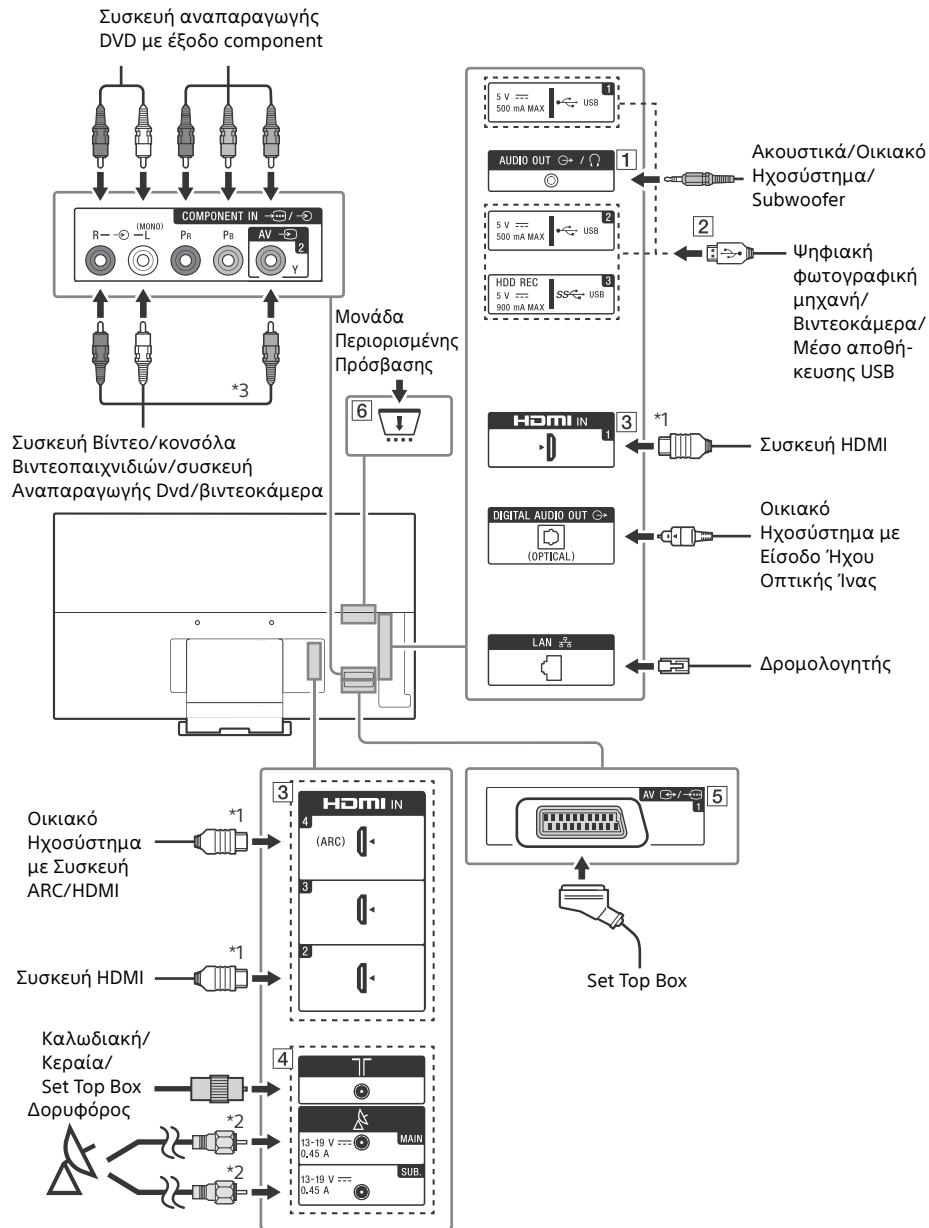 Συσκευή αναπαραγωγής
DVD με έξοδο component
COMPONENT IN
R
(MONO)
L
PR
PB
AV
2
Y
*3
Συσκευή Βίντεο/κονσόλα
Βιντεοπαιχνιδιών/συσκευή
Αναπαραγωγής Dvd/βιντεοκάμερα
Μονάδα
Περιορισμένης
Πρόσβασης
6
5 V
500 mA MAX
USB
1
AUDIO OUT
1
Ακουστικά/Οικιακό
Ηχοσύστημα/
Subwoofer
5 V
500 mA MAX
USB
2
2
HDD REC
5 V
900 mA MAX
SS
USB
3
Ψηφιακή
φωτογραφική
μηχανή/
Βιντεοκάμερα/
Μέσο αποθή-
κευσης USB
HDMI IN
1
3
*1
Συσκευή HDMI
DIGITAL AUDIO OUT
(OPTICAL)
Οικιακό
Ηχοσύστημα με
Είσοδο Ήχου
Οπτικής Ίνας
LAN
Δρομολογητής
AV
1
5
Set Top Box
3
HDMI IN
4
(ARC)
3
2
*1
Οικιακό
Ηχοσύστημα
με Συσκευή
ARC/HDMI
*1
Συσκευή HDMI
4
Καλωδιακή/
Κεραία/
Set Top Box
Δορυφόρος
*2
13-19 V
0.45 A
MAIN
*2
13-19 V
0.45 A
SUB.